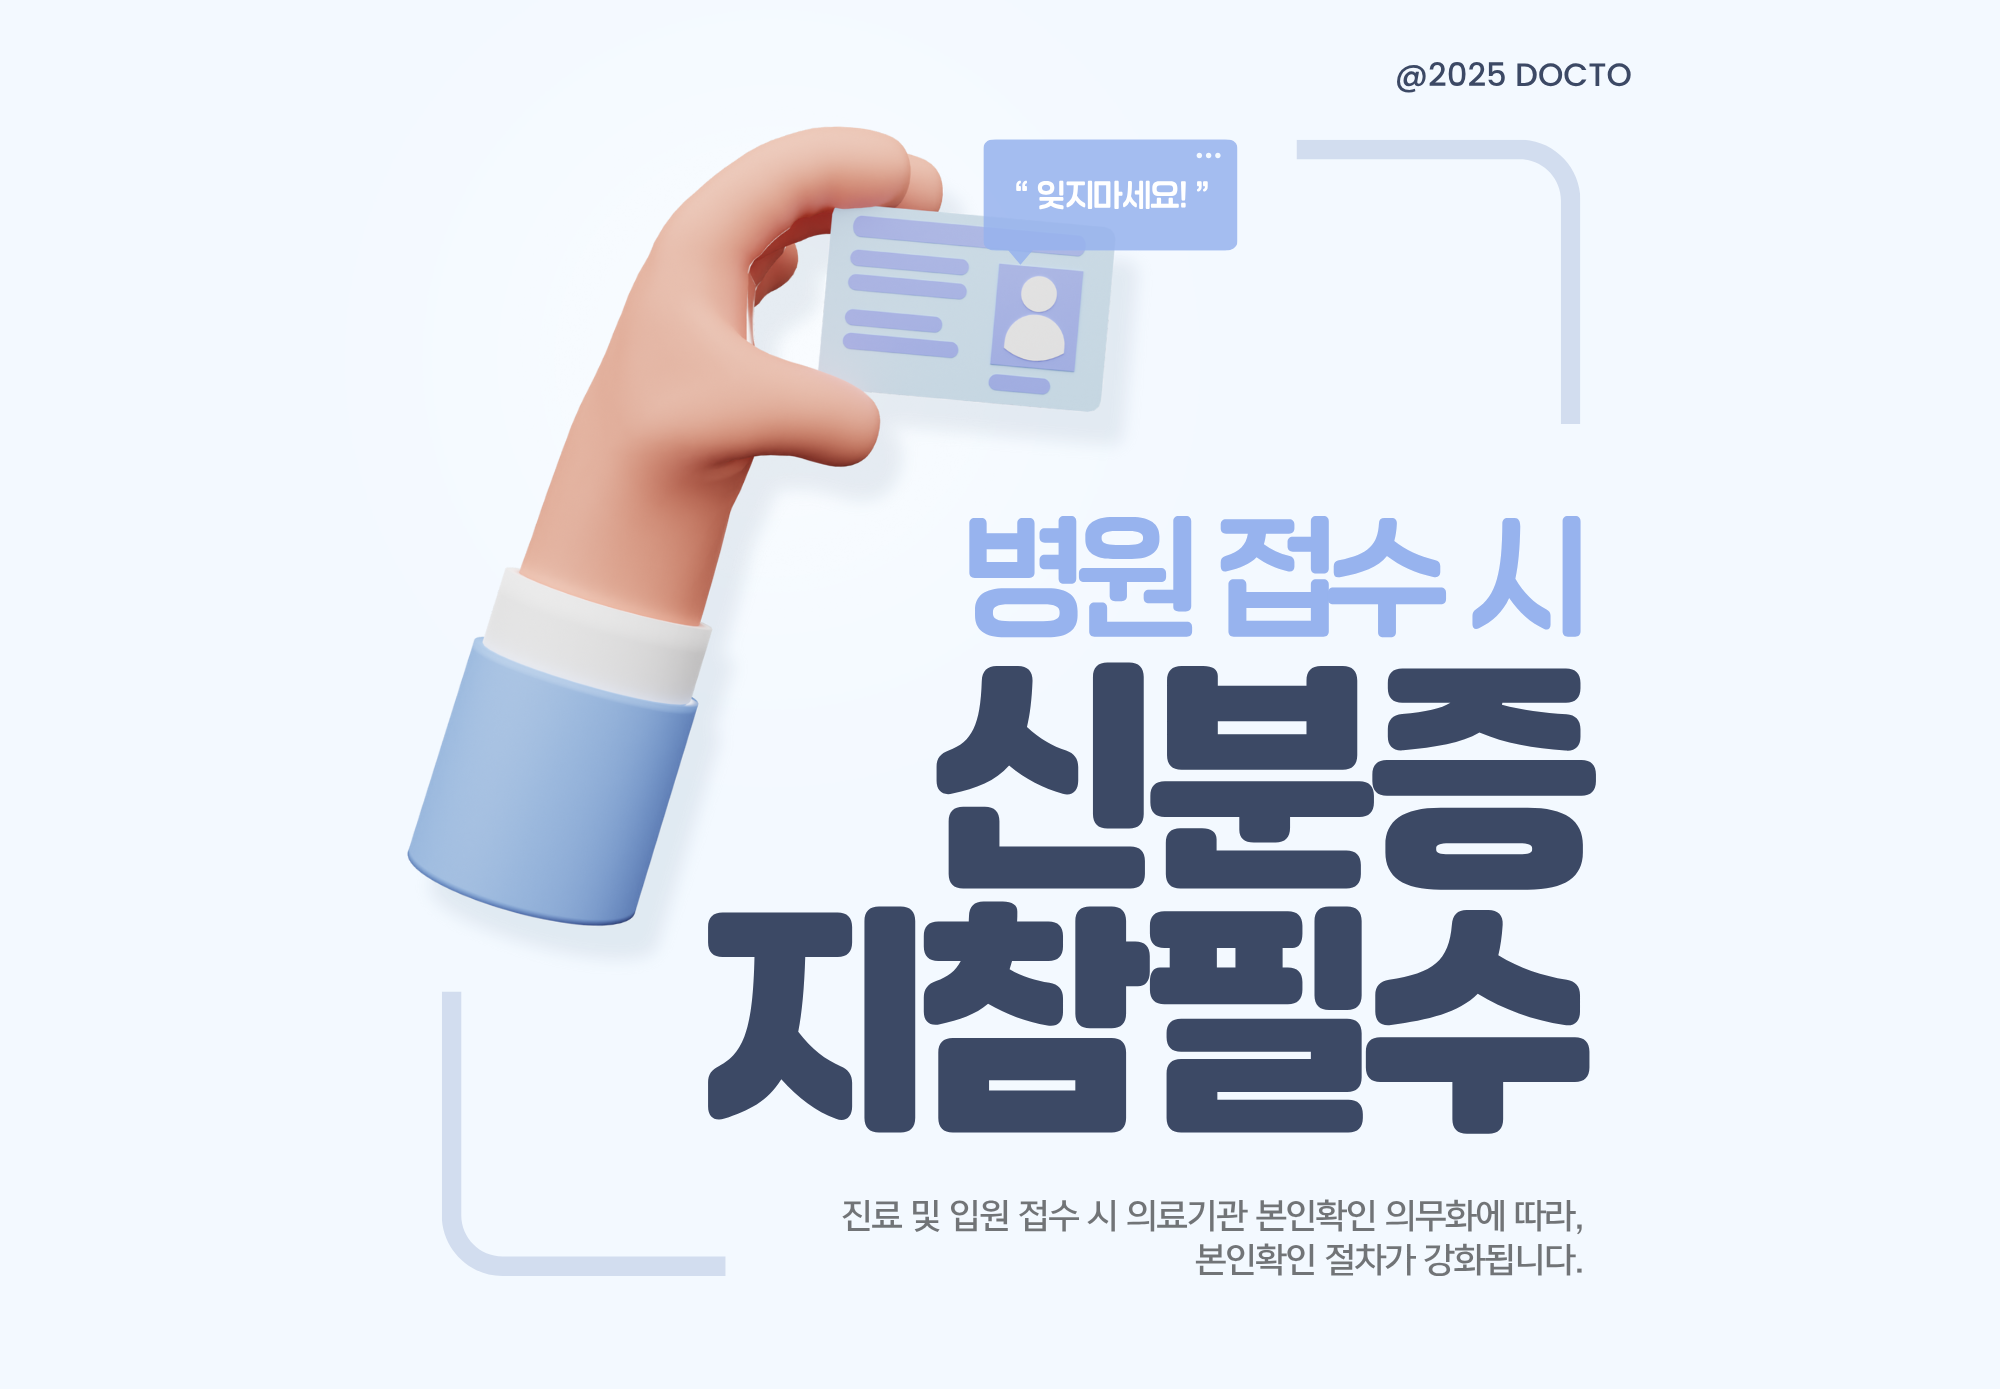 @2025 DOCTO
“ 잊지마세요! ”
병원 접수 시
신분증
지참필수
진료 및 입원 접수 시 의료기관 본인확인 의무화에 따라,
본인확인 절차가 강화됩니다.